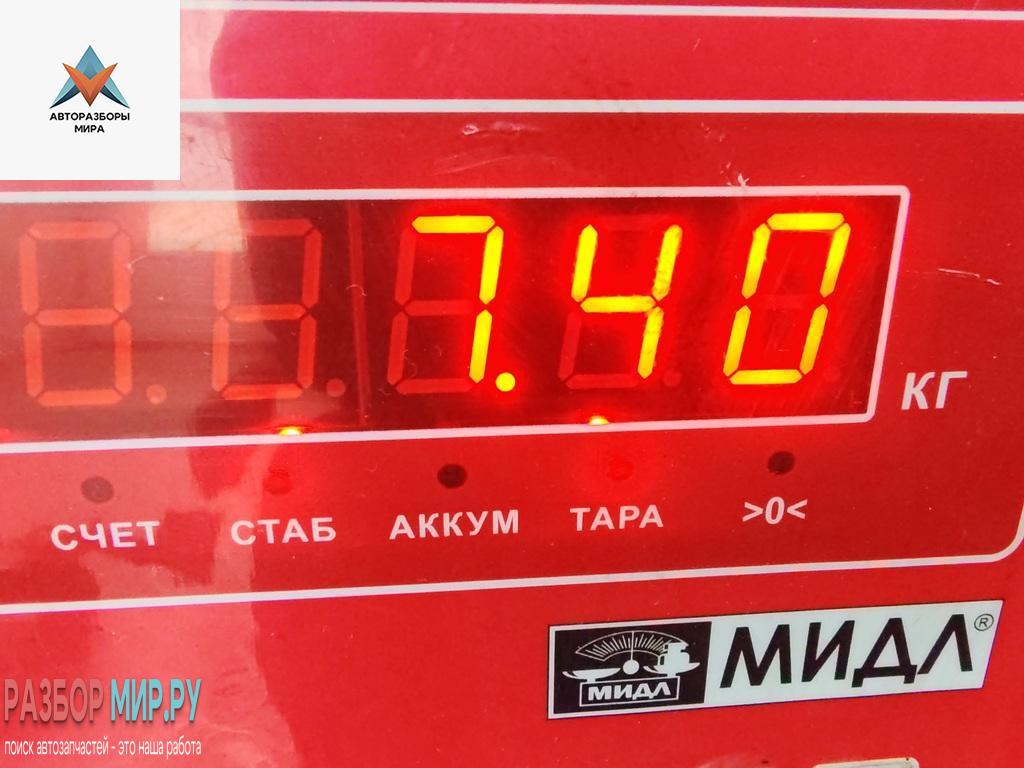 АВТОРАЗБОРЫ
МИРА
7.40
КГ
СЧЕТ СТАБ АККУМ ТАРА >0<
МИДЛ МИДЛ®
РАЗБОР МИР.РУ
поиск автозапчастей - это наша работа